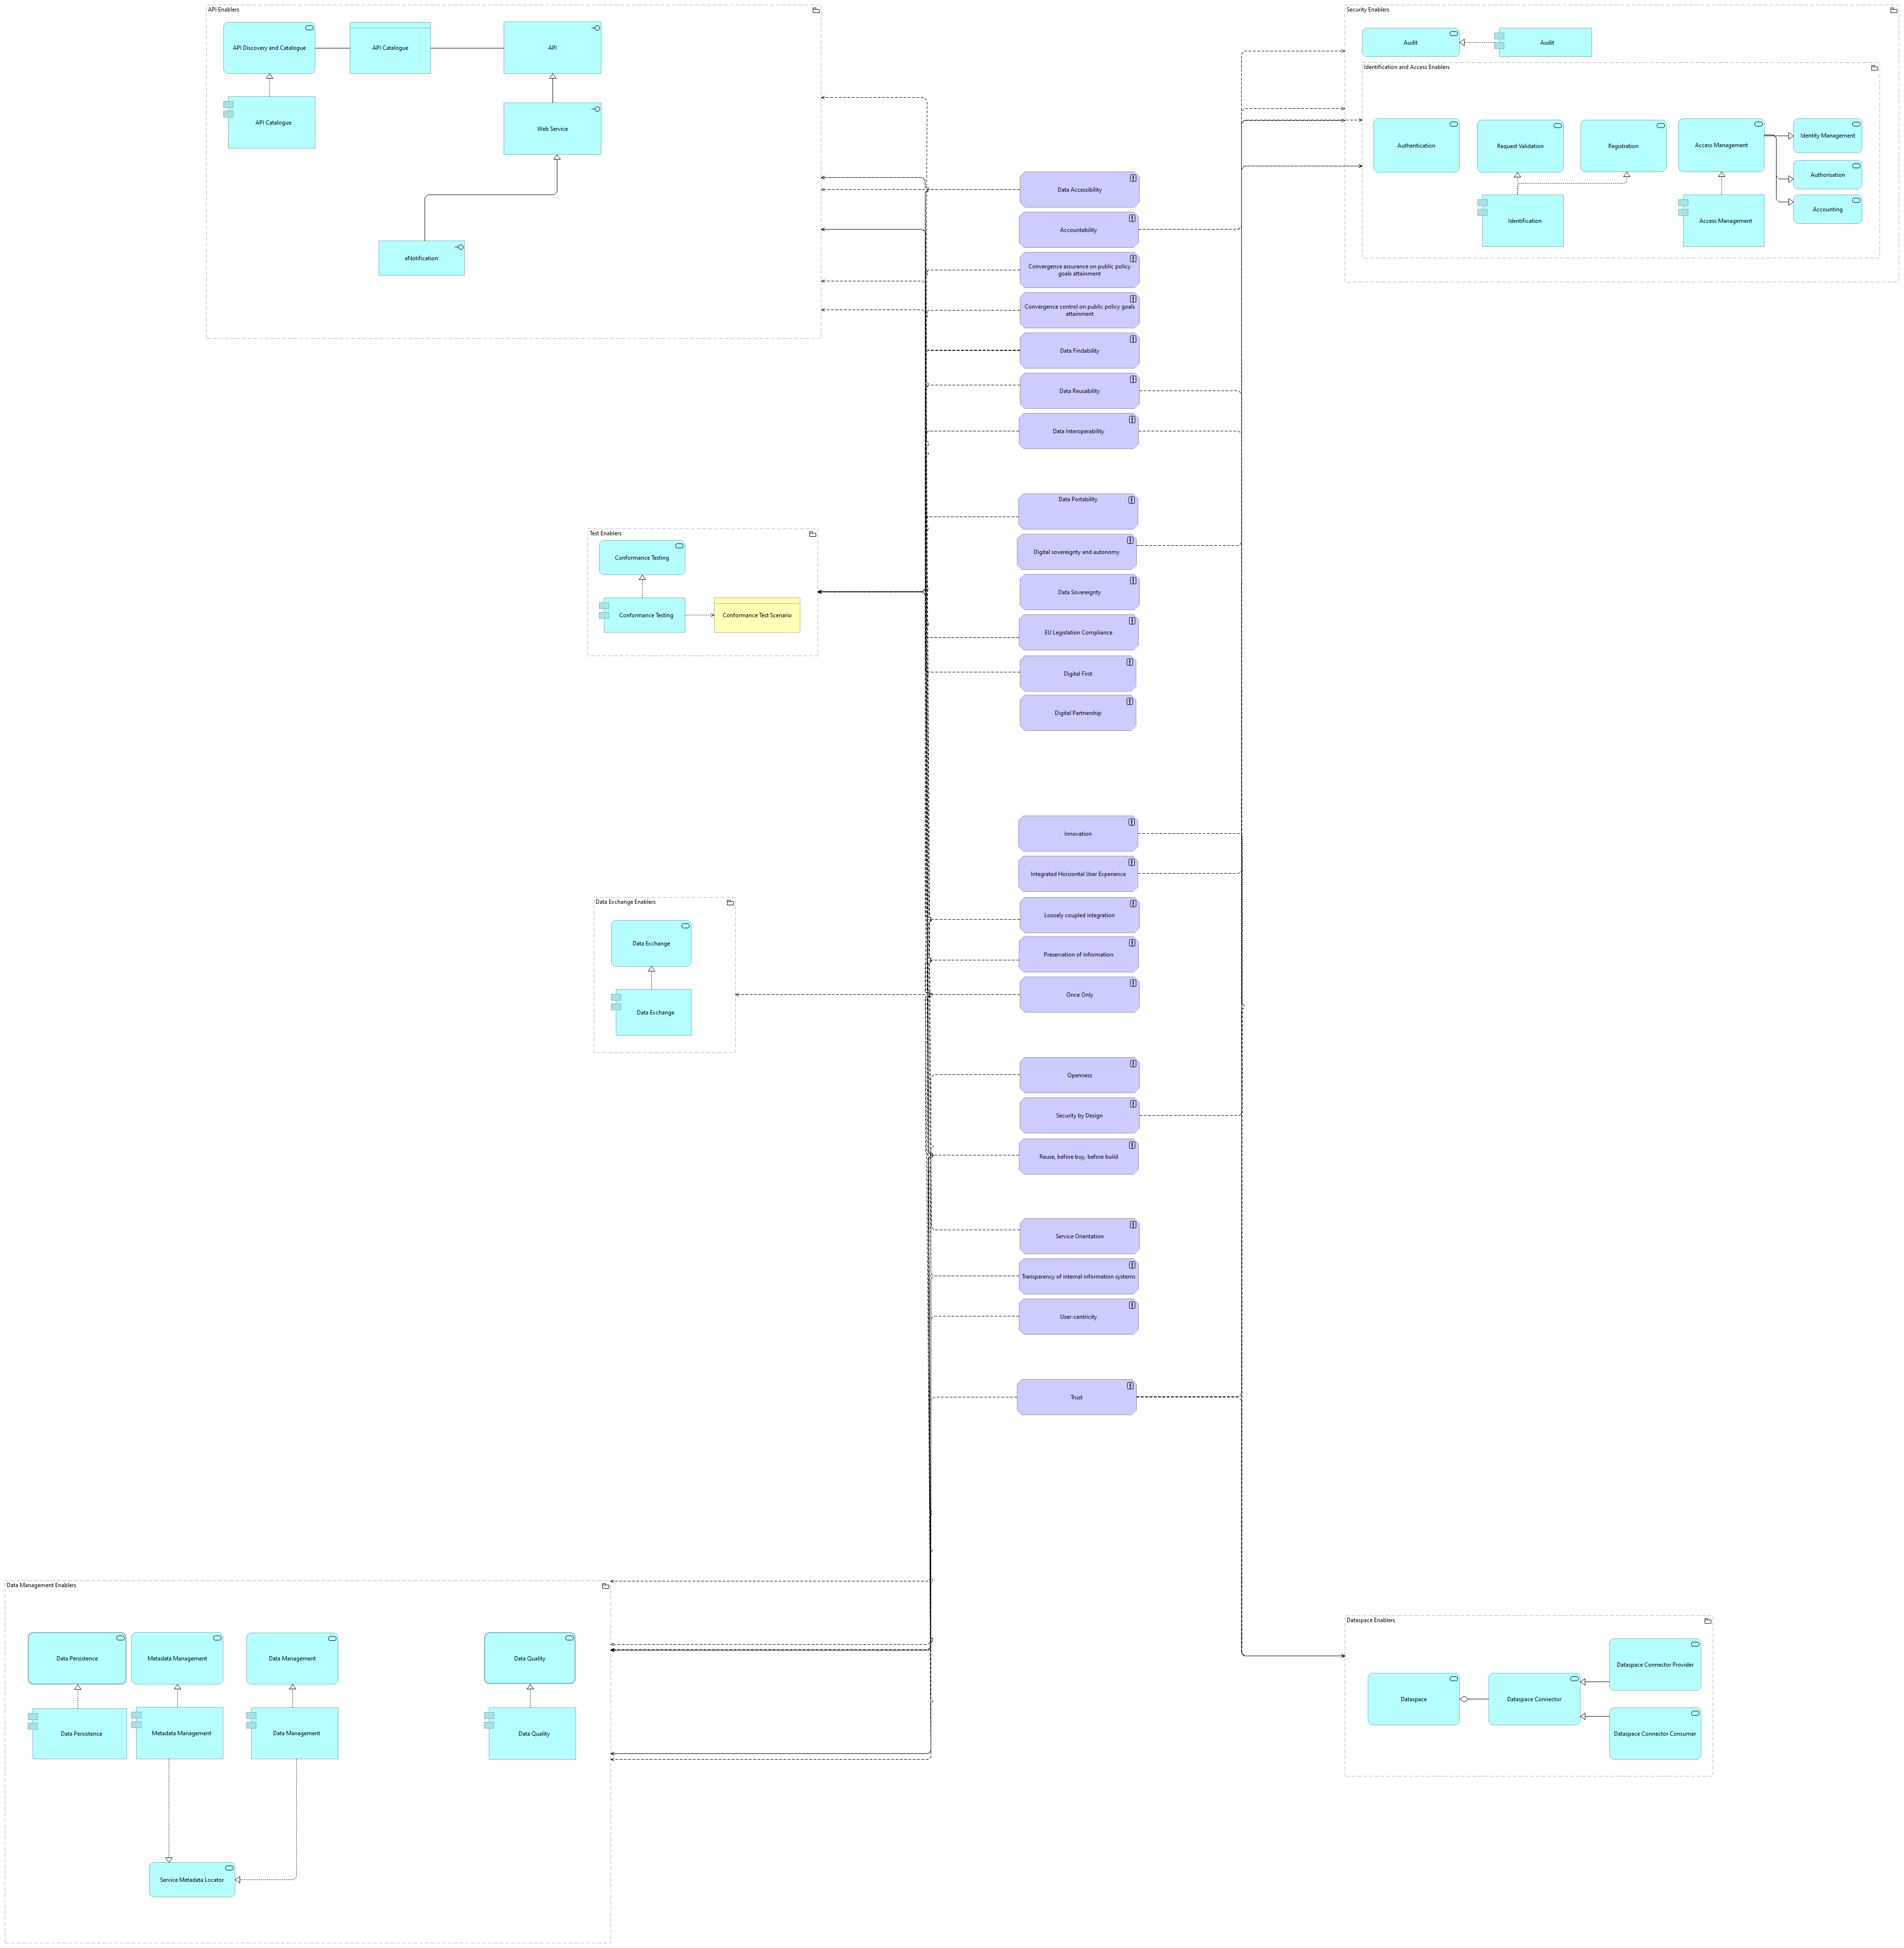 API Enablers
API Discovery and Catalogue
API Catalogue
API
API Catalogue
Web Service
eNotification
Security Enablers
Audit
Audit
Identification and Access Enablers
Authentication
Request Validation
Registration
Access Management
Identity Management
Authorisation
Accounting
Identification
Access Management
Data Accessibility
Accountability
Convergence assurance on public policy
goals attainment
Convergence control on public policy goals
attainment
Data Findability
Data Reusability
Data Interoperability
Data Portability
Digital sovereignty and autonomy
Data Sovereignty
EU Legislation Compliance
Digital First
Digital Partnership
Test Enablers
Conformance Testing
Conformance Testing
Conformance Test Scenario
Innovation
Integrated Horizontal User Experience
Loosely coupled integration
Preservation of information
Once Only
Data Exchange Enablers
Data Exchange
Data Exchange
Openness
Security by Design
Reuse, before buy, before build
Service Orientation
Transparency of internal information systems
User-centricity
Trust
Data Management Enablers
Data Persistence
Metadata Management
Data Management
Data Quality
Data Persistence
Metadata Management
Data Management
Data Quality
Service Metadata Locator
Dataspace Enablers
Dataspace
Dataspace Connector
Dataspace Connector Provider
Dataspace Connector Consumer